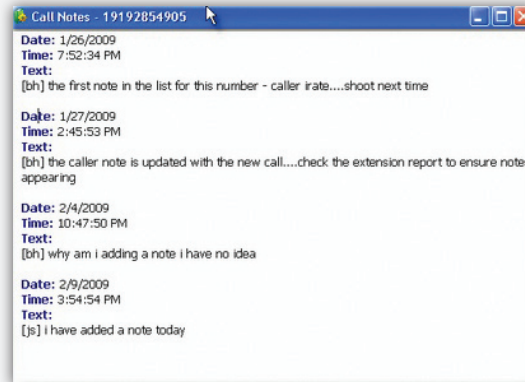 Call Notes - 19192854905
Date: 1/26/2009
Time: 7:52:34 PM
Text:
[bh] the first note in the list for this number - caller irate....shoot next time
Date: 1/27/2009
Time: 2:45:53 PM
Text:
[bh] the caller note is updated with the new call....check the extension report to ensure note
appearing
Date: 2/4/2009
Time: 10:47:50 PM
Text:
[bh] why am i adding a note i have no idea
Date: 2/9/2009
Time: 3:54:54 PM
Text:
[js] i have added a note today